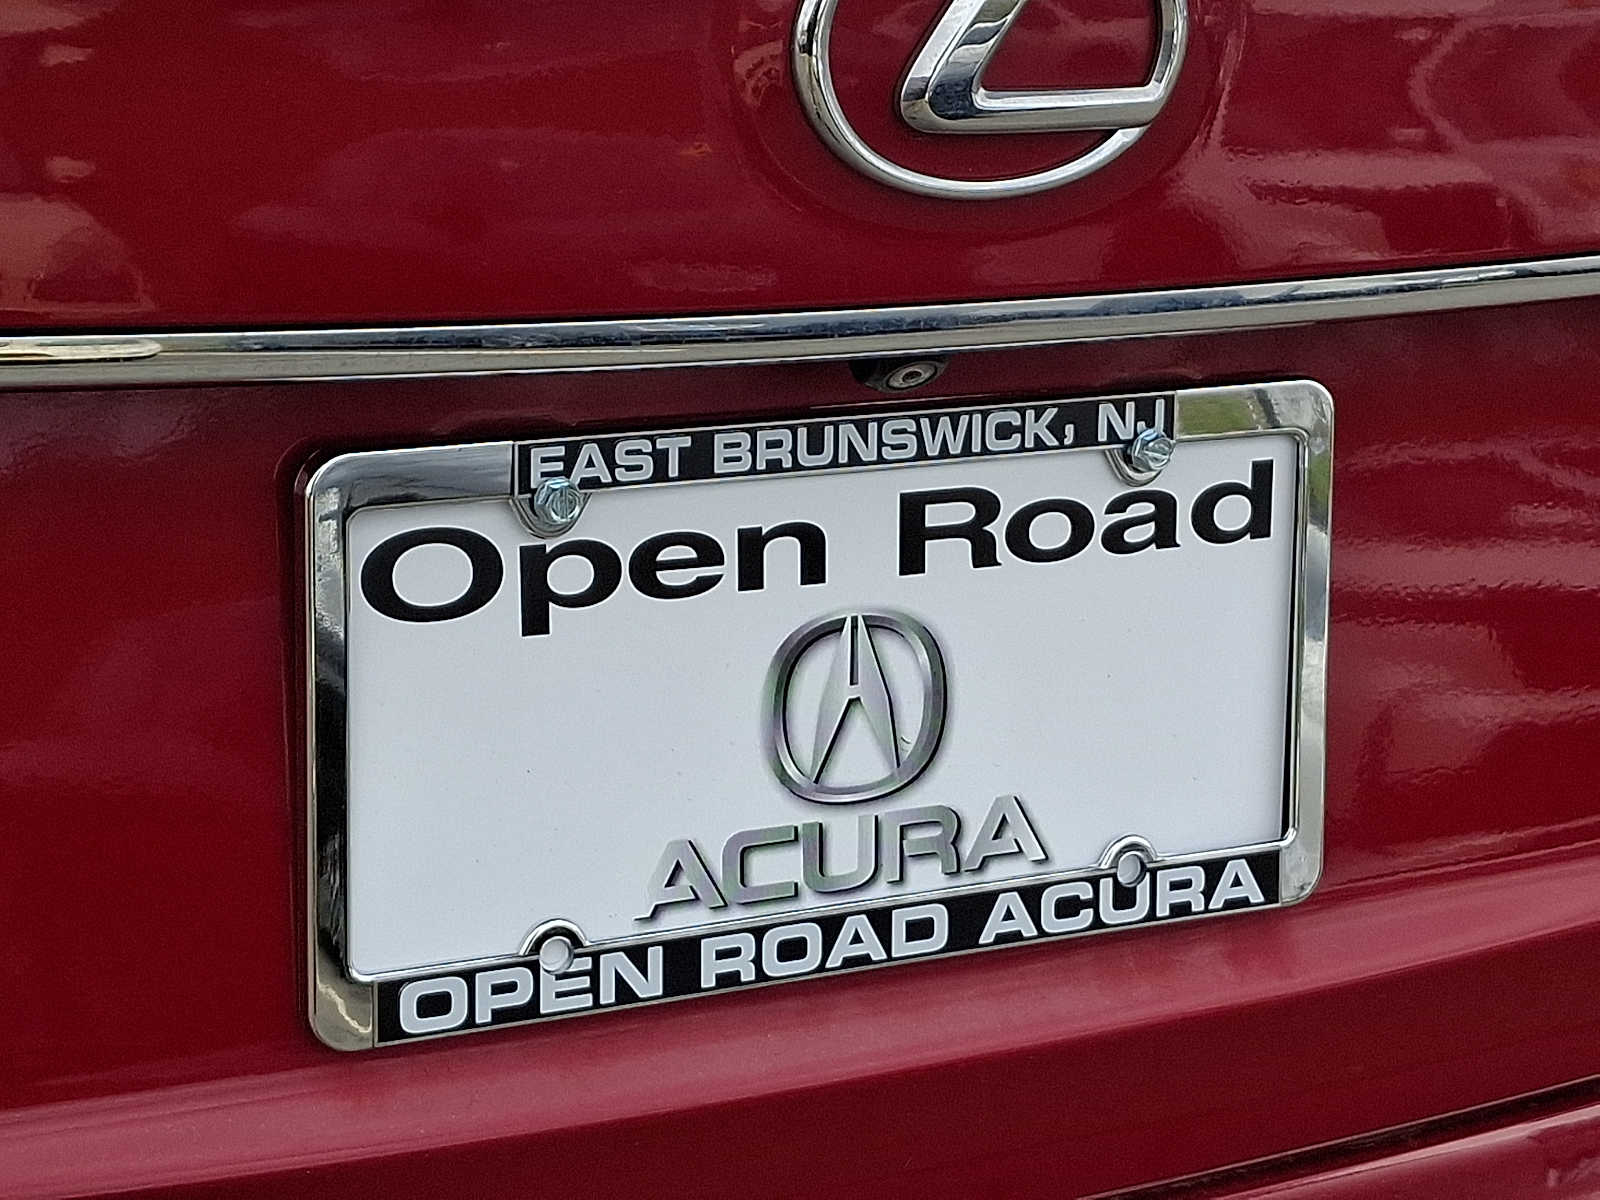 EAST BRUNSWICK, NJ
Open Road
ACURA
OPEN ROAD ACURA